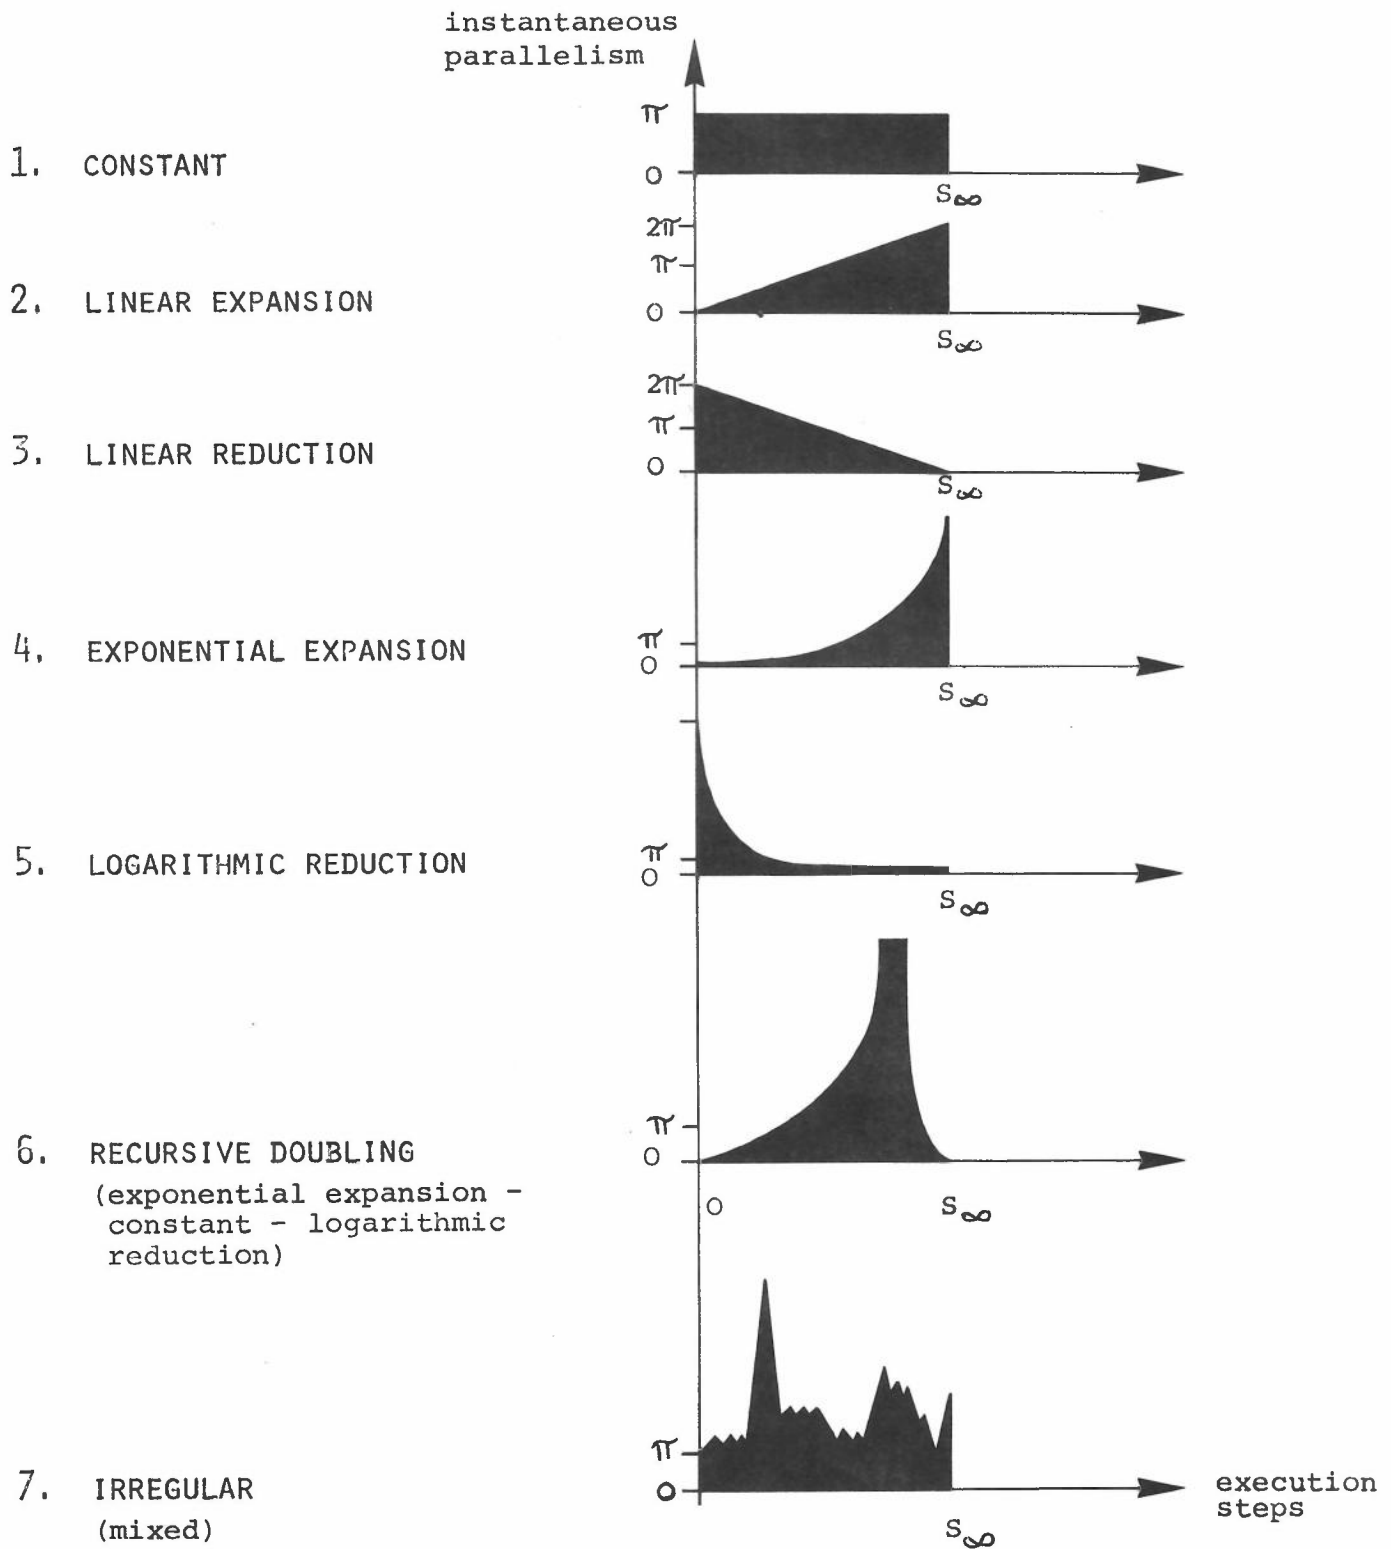 instantaneous
parallelism
π
1. CONSTANT
0
S∞
2π
π
2. LINEAR EXPANSION
0
S∞
2π
π
3. LINEAR REDUCTION
0
S∞
π
4. EXPONENTIAL EXPANSION
0
S∞
π
5. LOGARITHMIC REDUCTION
0
S∞
π
6. RECURSIVE DOUBLING
0
(exponential expansion -
constant - logarithmic
reduction)
0 S∞
π
7. IRREGULAR
0
(mixed)
execution
steps
S∞